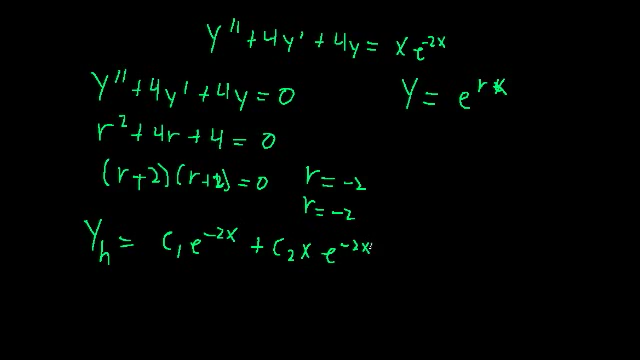 y'' + 4y' + 4y = x e^{-2x}
y'' + 4y' + 4y = 0 y = e^{rx}
r^2 + 4r + 4 = 0
(r+2)(r+2) = 0 r = -2
r = -2
y_h = c_1 e^{-2x} + c_2 x e^{-2x}